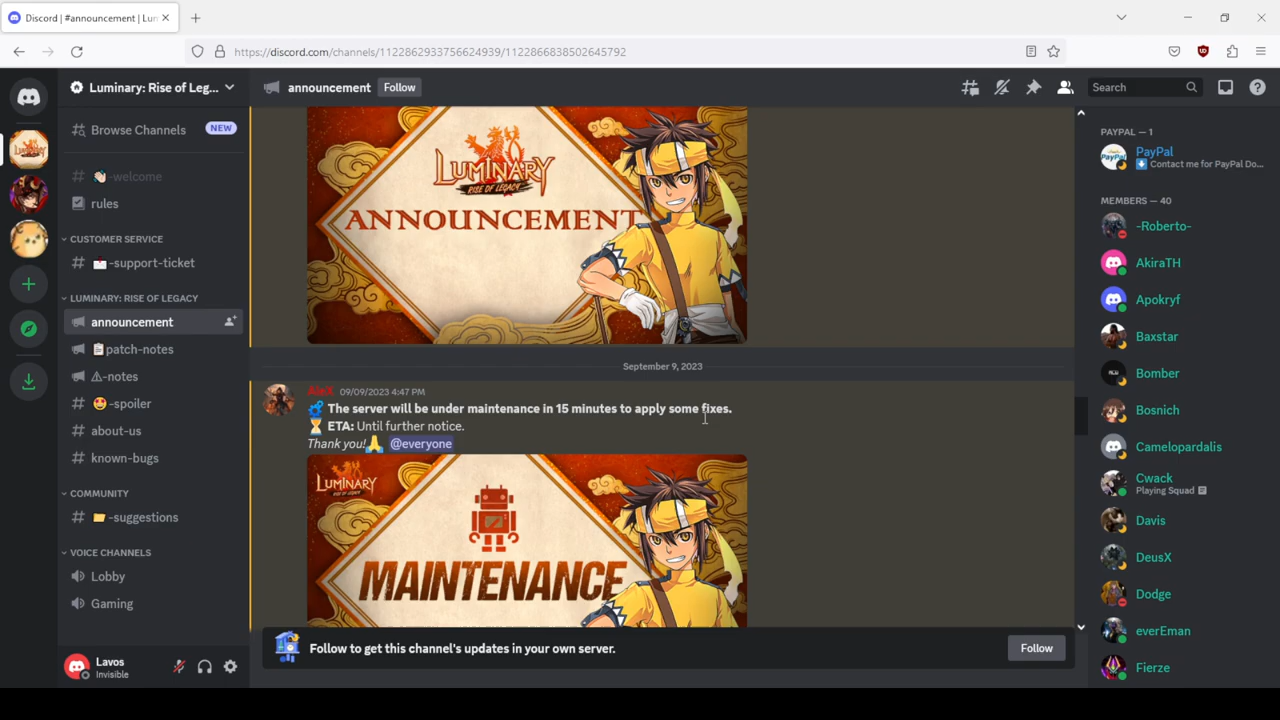 Discord | #announcement | Lun
https://discord.com/channels/1122862933756624939/1122866838502645792
Luminary: Rise of Leg...
announcement
Follow
Search
Browse Channels
NEW
-welcome
rules
CUSTOMER SERVICE
-support-ticket
LUMINARY: RISE OF LEGACY
announcement
patch-notes
-notes
-spoiler
about-us
known-bugs
COMMUNITY
-suggestions
VOICE CHANNELS
Lobby
Gaming
Lavos
Invisible
LUMINARY
RISE OF LEGACY
ANNOUNCEMENT
September 9, 2023
AleX 09/09/2023 4:47 PM
The server will be under maintenance in 15 minutes to apply some fixes.
ETA: Until further notice.
Thank you! @everyone
LUMINARY
RISE OF LEGACY
MAINTENANCE
Follow to get this channel's updates in your own server.
Follow
PAYPAL — 1
PayPal
Contact me for PayPal Do...
MEMBERS — 40
-Roberto-
AkiraTH
Apokryf
Baxstar
Bomber
Bosnich
Camelopardalis
Cwack
Playing Squad
Davis
DeusX
Dodge
everEman
Fierze